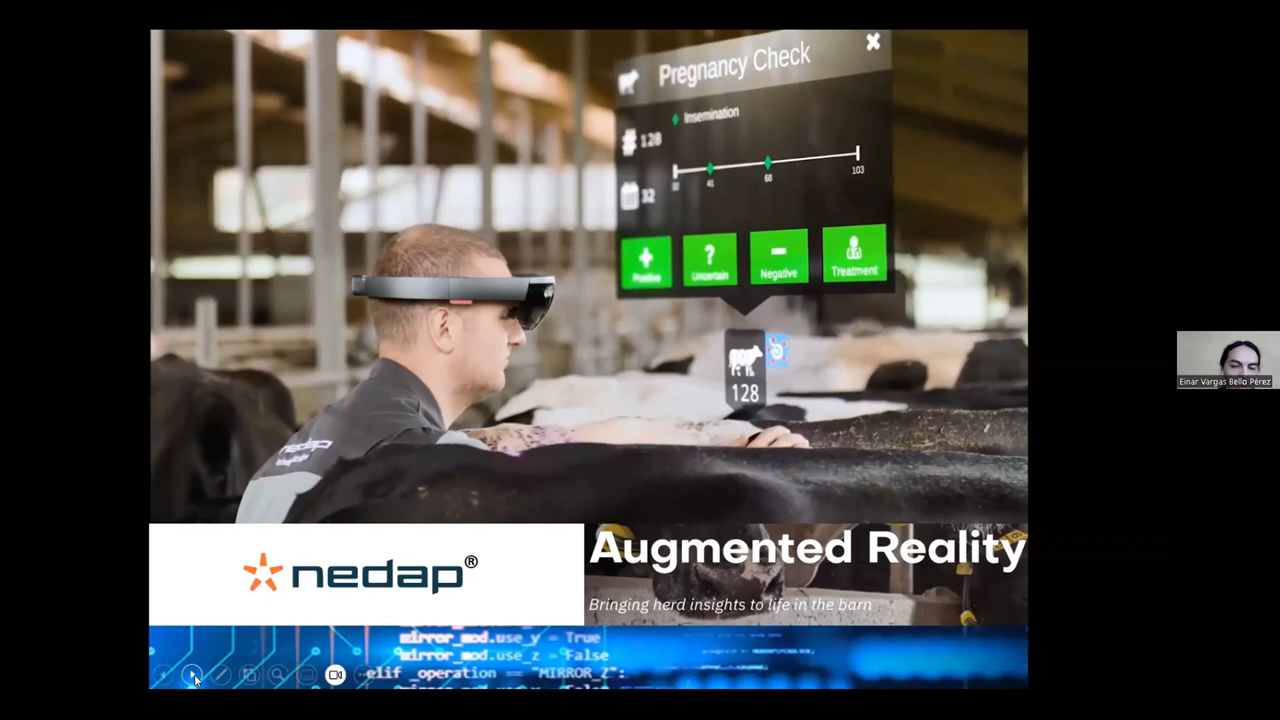 Pregnancy Check
Insemination
128
41
68
103
32
Positive
Uncertain
Negative
Treatment
128
nedap
Einar Vargas Bello Pérez
nedap®
Augmented Reality
Bringing herd insights to life in the barn
mirror_mod.use_y = True
mirror_mod.use_z = False
elif _operation == "MIRROR_Z":